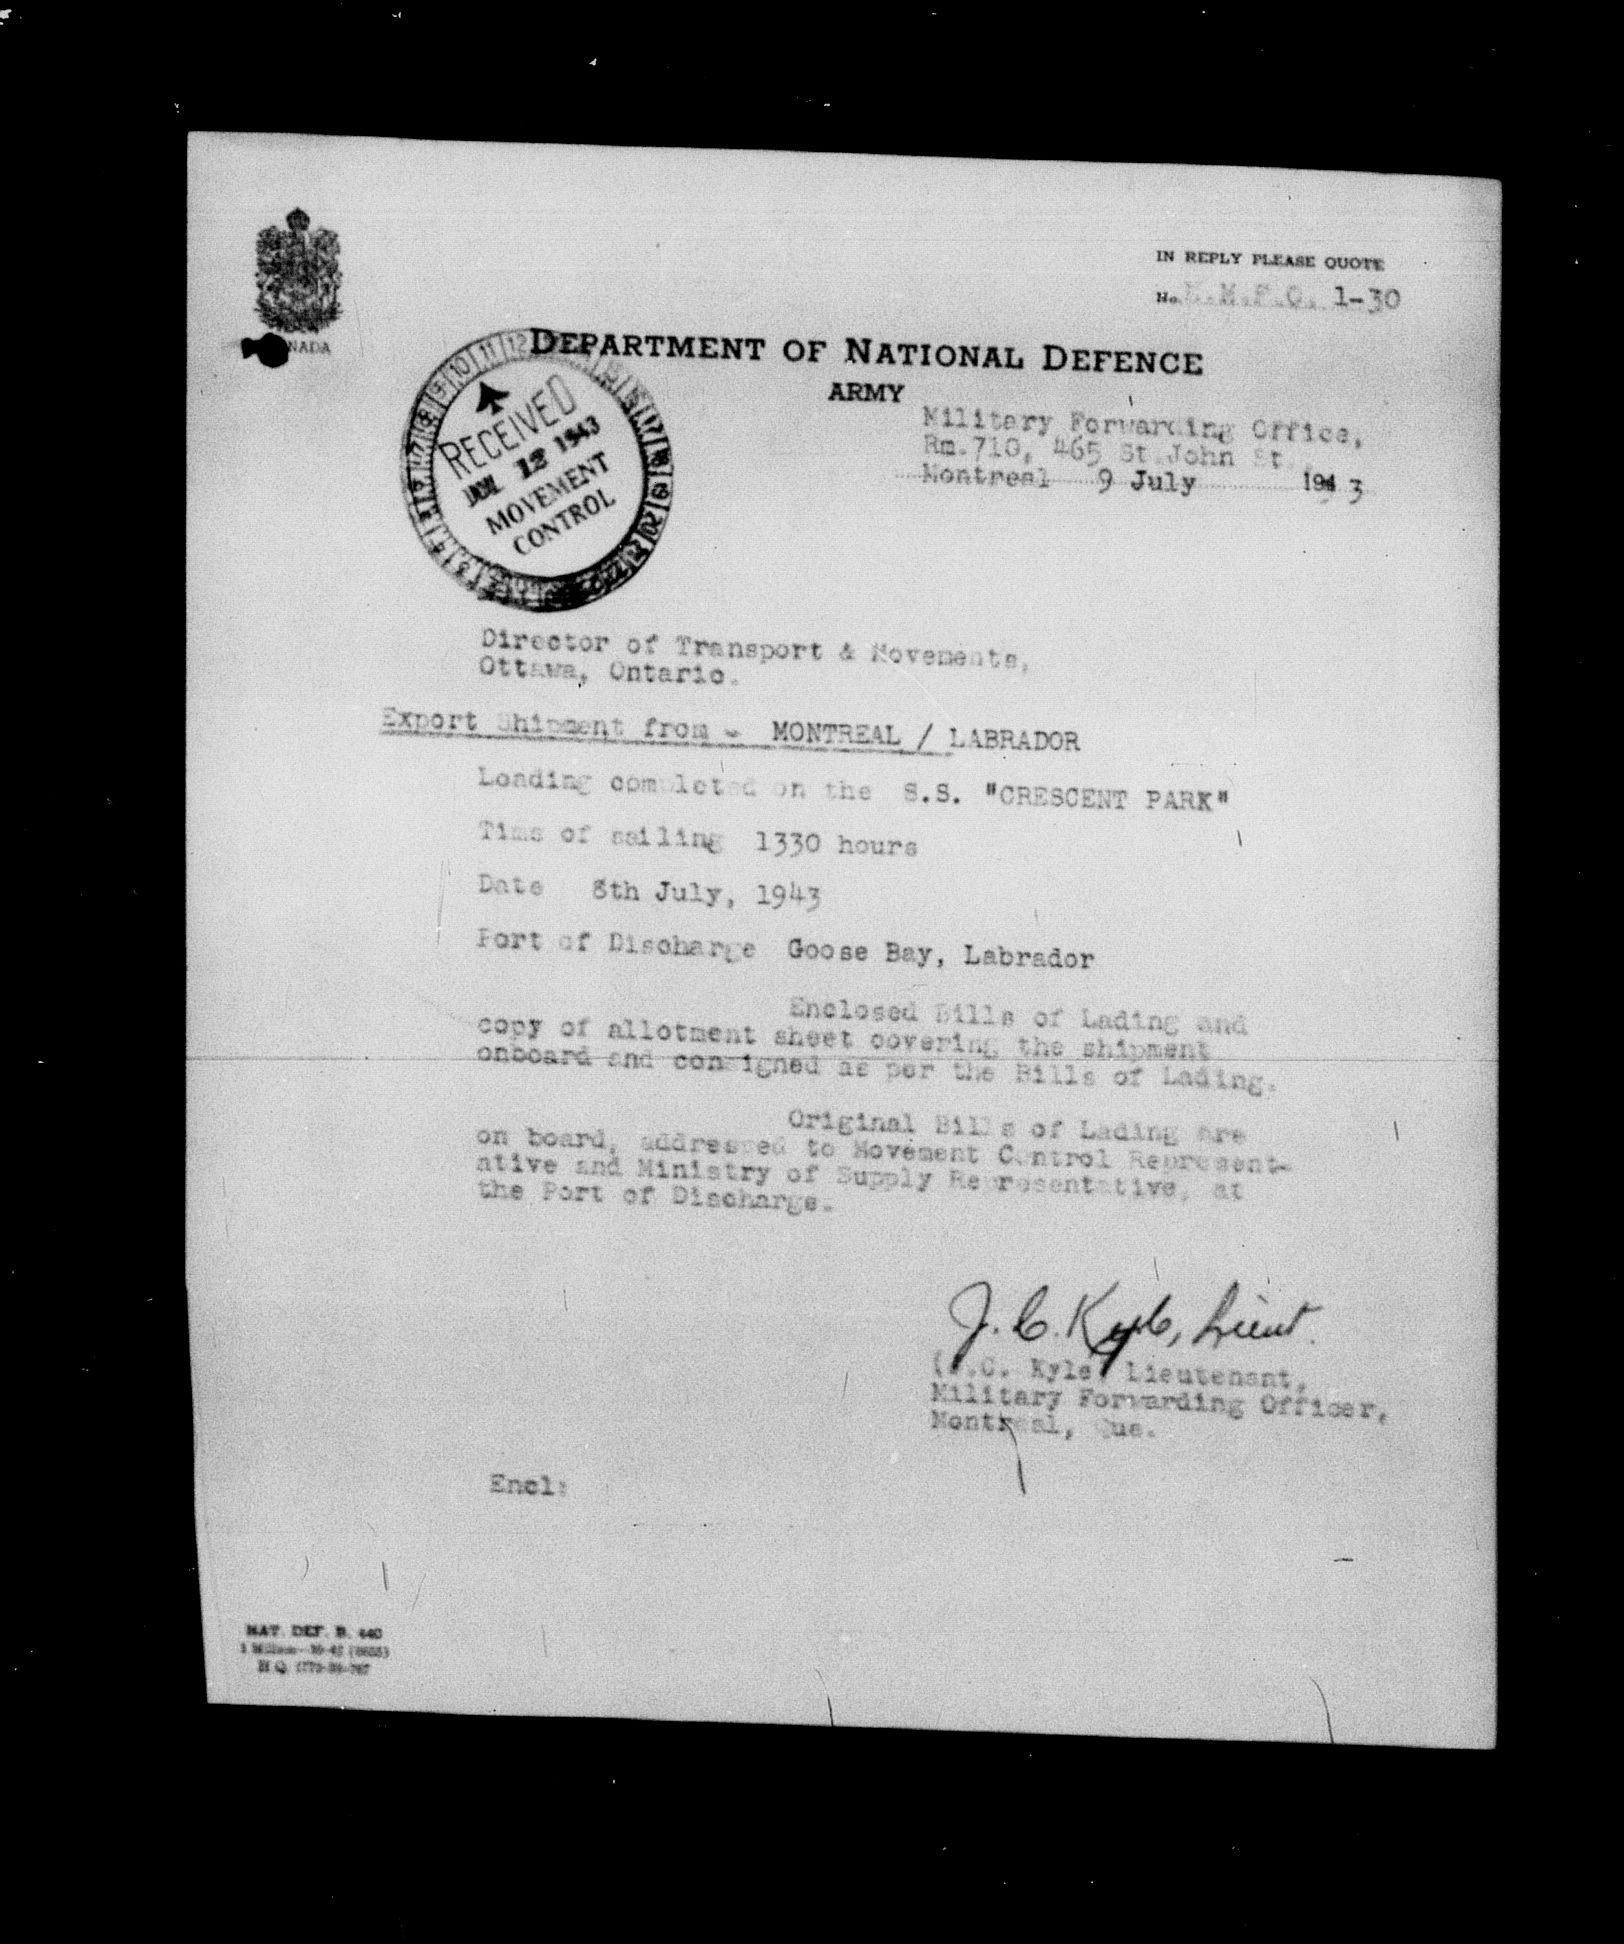 IN REPLY PLEASE QUOTE
No. M.F.O. 1-30
CANADA
DEPARTMENT OF NATIONAL DEFENCE
ARMY
Military Forwarding Office,
Rm.710, 465 St.John St.
Montreal 9 July 1943
RECEIVED
JUL 12 1943
MOVEMENT
CONTROL
Director of Transport & Movements,
Ottawa, Ontario.
Export Shipment from - MONTREAL / LABRADOR
Loading completed on the S.S. "CRESCENT PARK"
Time of sailing 1330 hours
Date 8th July, 1943
Port of Discharge Goose Bay, Labrador
Enclosed Bills of Lading and
copy of allotment sheet covering the shipment
onboard and consigned as per the Bills of Lading.
Original Bills of Lading are
on board, addressed to Movement Control Represent-
ative and Ministry of Supply Representative, at
the Port of Discharge.
J. C. Kyle, Lieut.
(J.C. Kyle) Lieutenant,
Military Forwarding Officer,
Montreal, Que.
Encl:
NAT. DEF. B. 440
H Q